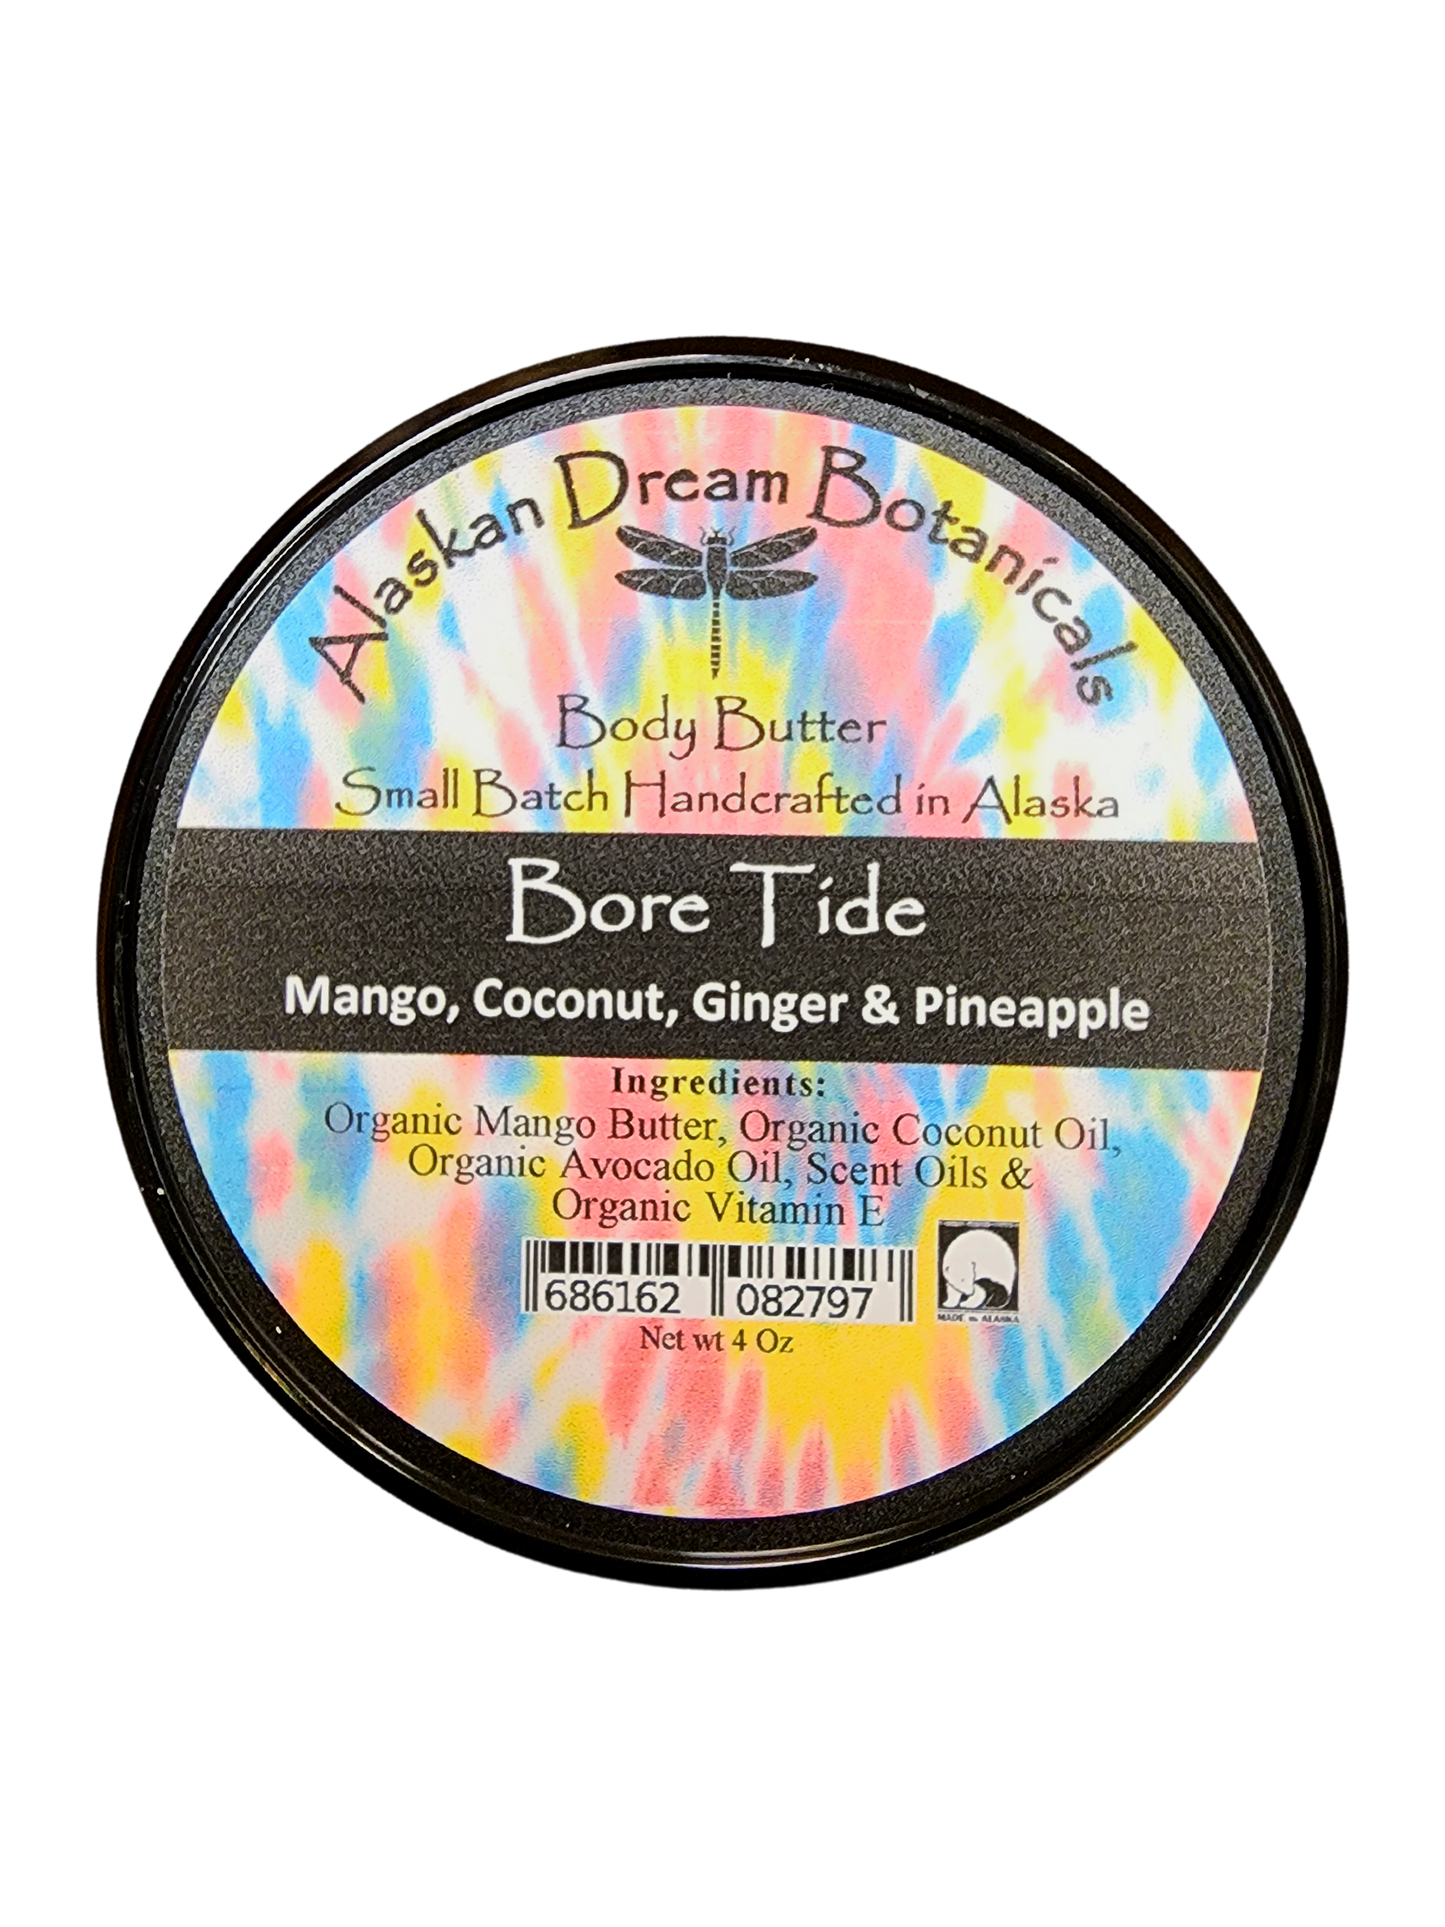 Alaskan Dream Botanicals
Body Butter
Small Batch Handcrafted in Alaska
Bore Tide
Mango, Coconut, Ginger & Pineapple
Ingredients:
Organic Mango Butter, Organic Coconut Oil,
Organic Avocado Oil, Scent Oils &
Organic Vitamin E
686162 082797
MADE in ALASKA
Net wt 4 Oz